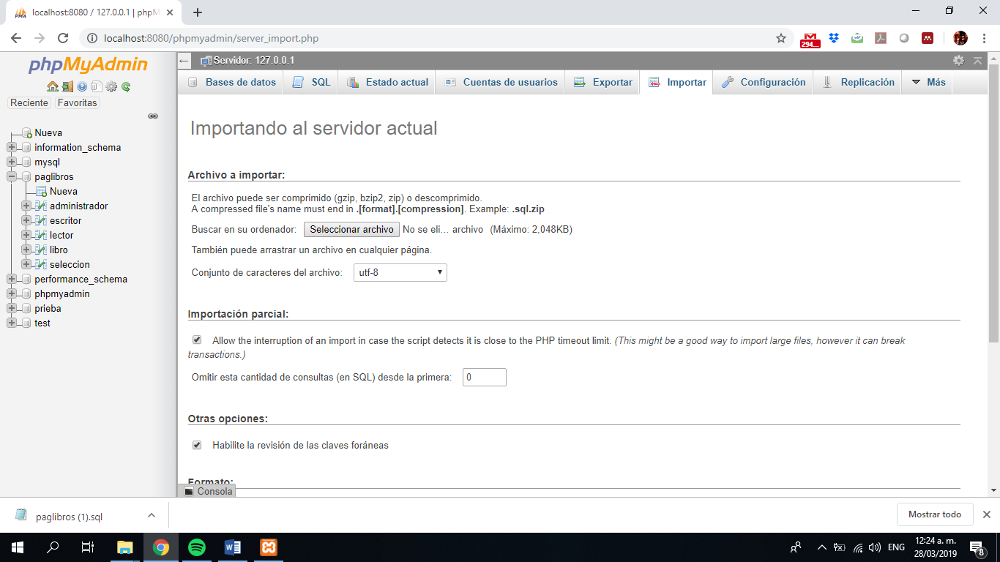 localhost:8080 / 127.0.0.1 | phpM
localhost:8080/phpmyadmin/server_import.php
294...
phpMyAdmin
Reciente Favoritas
Nueva
information_schema
mysql
paglibros
Nueva
administrador
escritor
lector
libro
seleccion
performance_schema
phpmyadmin
prieba
test
Servidor: 127.0.0.1
Bases de datos SQL Estado actual Cuentas de usuarios Exportar Importar Configuración Replicación Más
Importando al servidor actual
Archivo a importar:
El archivo puede ser comprimido (gzip, bzip2, zip) o descomprimido.
A compressed file's name must end in .[format].[compression]. Example: .sql.zip
Buscar en su ordenador: Seleccionar archivo No se eli... archivo (Máximo: 2,048KB)
También puede arrastrar un archivo en cualquier página.
Conjunto de caracteres del archivo: utf-8
Importación parcial:
Allow the interruption of an import in case the script detects it is close to the PHP timeout limit. (This might be a good way to import large files, however it can break
transactions.)
Omitir esta cantidad de consultas (en SQL) desde la primera: 0
Otras opciones:
Habilite la revisión de las claves foráneas
Formato:
Consola
paglibros (1).sql
Mostrar todo
ENG
12:24 a. m.
28/03/2019
8